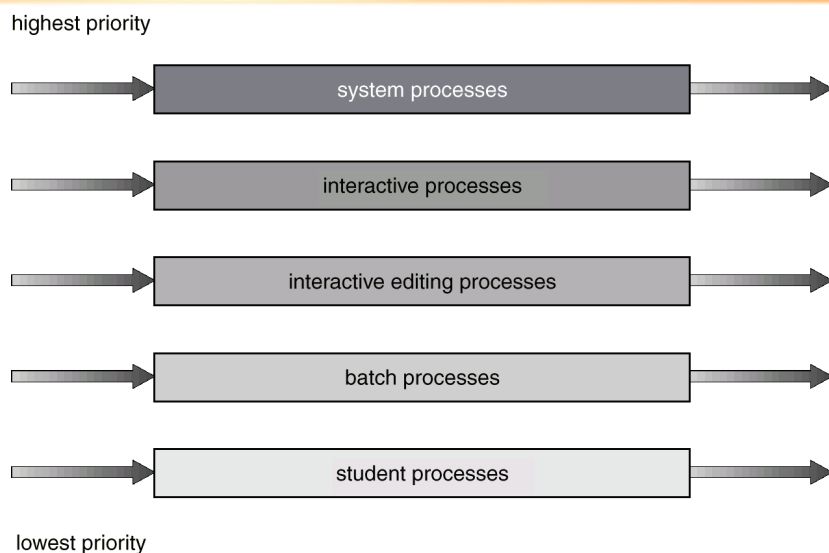 highest priority
system processes
interactive processes
interactive editing processes
batch processes
student processes
lowest priority